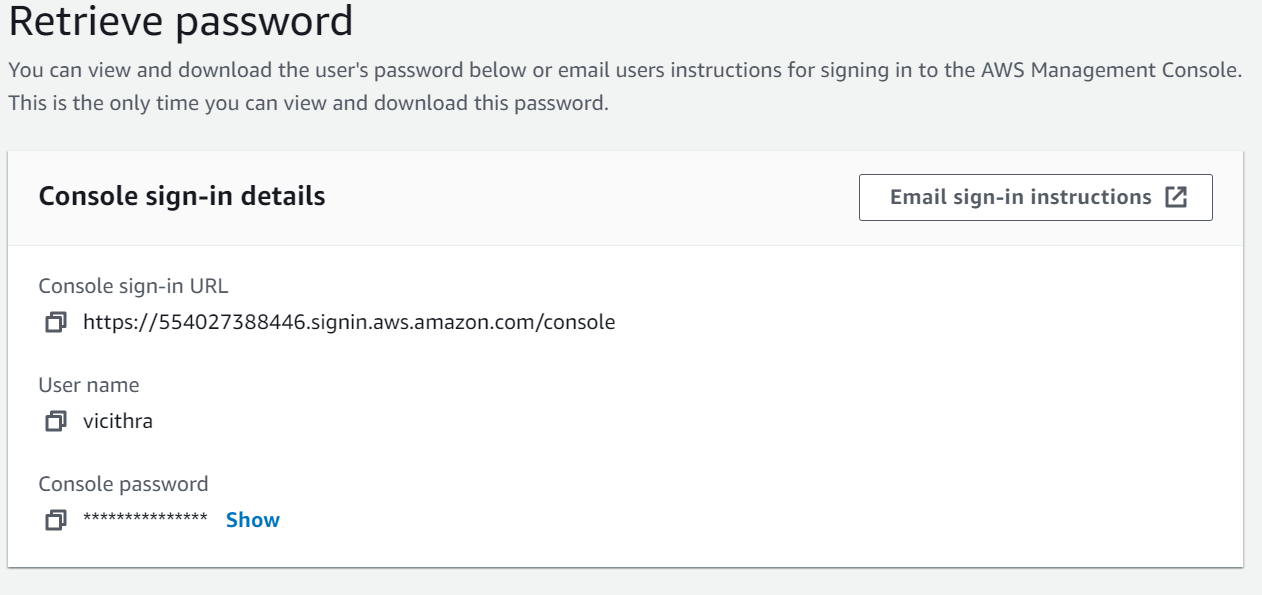 Retrieve password
You can view and download the user's password below or email users instructions for signing in to the AWS Management Console.
This is the only time you can view and download this password.
Console sign-in details
Email sign-in instructions
Console sign-in URL
https://554027388446.signin.aws.amazon.com/console
User name
vicithra
Console password
*************** Show